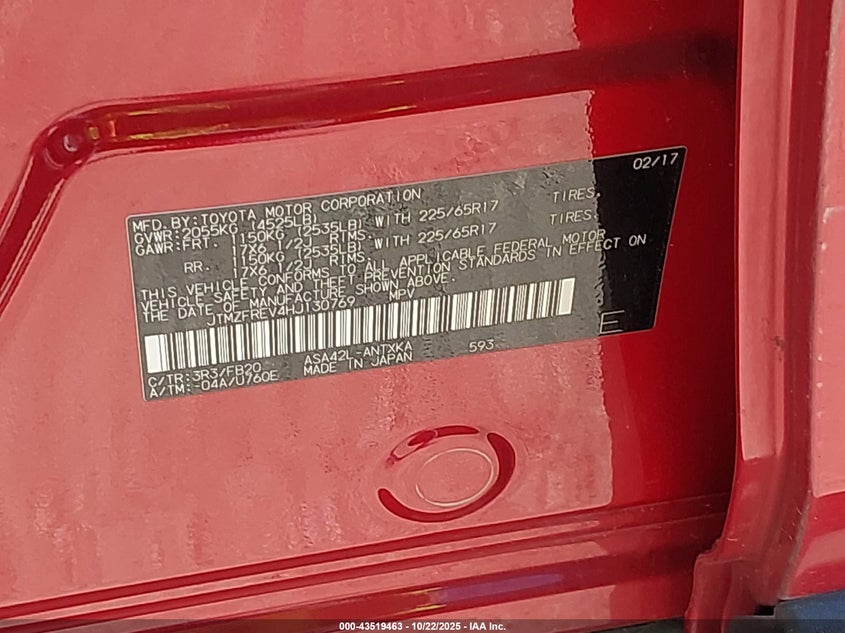 02/17
MFD. BY: TOYOTA MOTOR CORPORATION
GVWR: 2055KG (4525LB)
GAWR: FRT. 1150KG (2535LB) WITH 225/65R17 TIRES,
17X6 1/2J RIMS,
RR. 1150KG (2535LB) WITH 225/65R17 TIRES,
17X6 1/2J RIMS,
THIS VEHICLE CONFORMS TO ALL APPLICABLE FEDERAL MOTOR
VEHICLE SAFETY AND THEFT PREVENTION STANDARDS IN EFFECT ON
THE DATE OF MANUFACTURE SHOWN ABOVE.
JTMZFREV4HJ130769 MPV
E
C/TR: 3R3/FB20 ASA42L-ANTXKA 593
A/TM: -04A/U760E MADE IN JAPAN
000-43519463 - 10/22/2025 - IAA Inc.